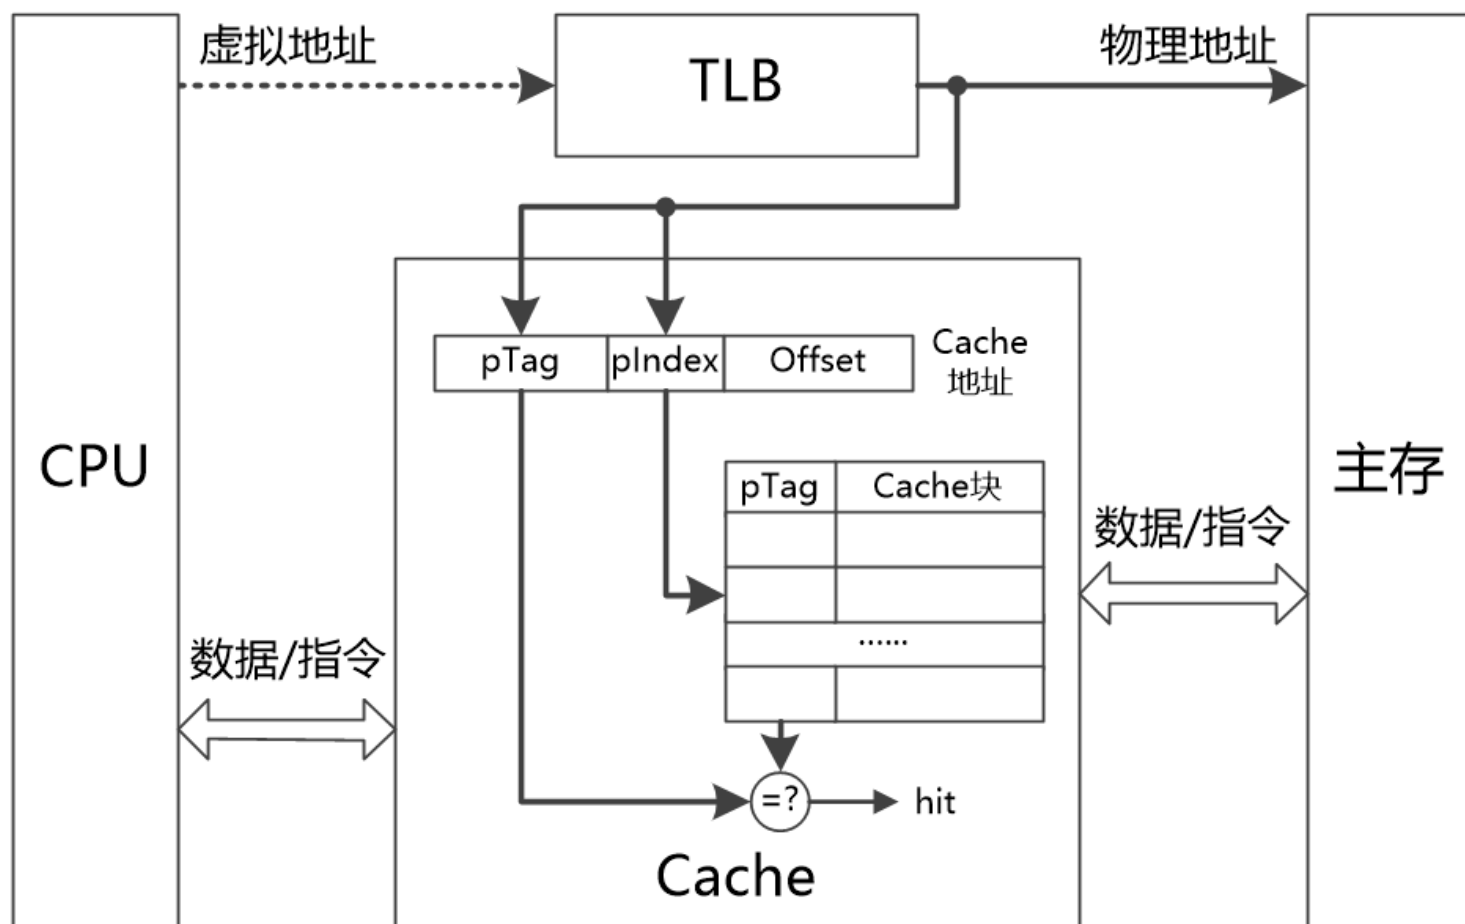 虚拟地址
TLB
物理地址
pTag
pIndex
Offset
Cache
地址
CPU
pTag
Cache块
主存
数据/指令
......
数据/指令
=?
hit
Cache